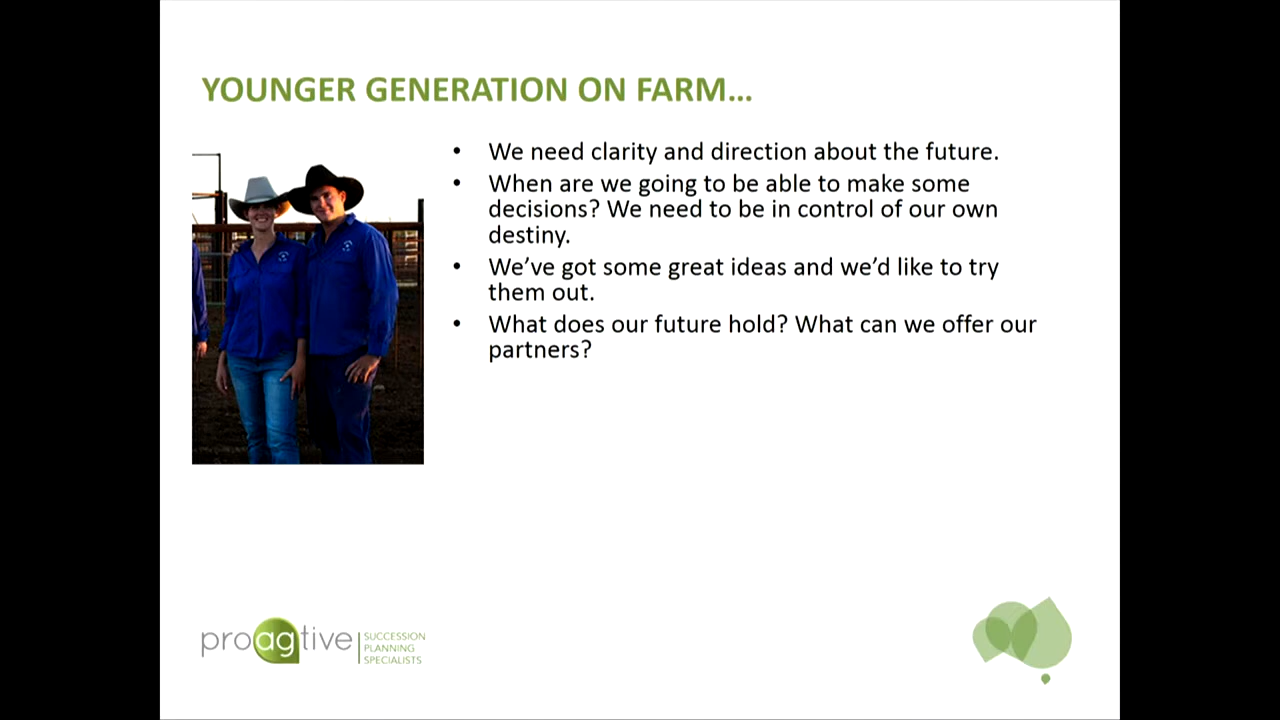 YOUNGER GENERATION ON FARM...
• We need clarity and direction about the future.
• When are we going to be able to make some
decisions? We need to be in control of our own
destiny.
• We’ve got some great ideas and we’d like to try
them out.
• What does our future hold? What can we offer our
partners?
proagtive
SUCCESSION
PLANNING
SPECIALISTS